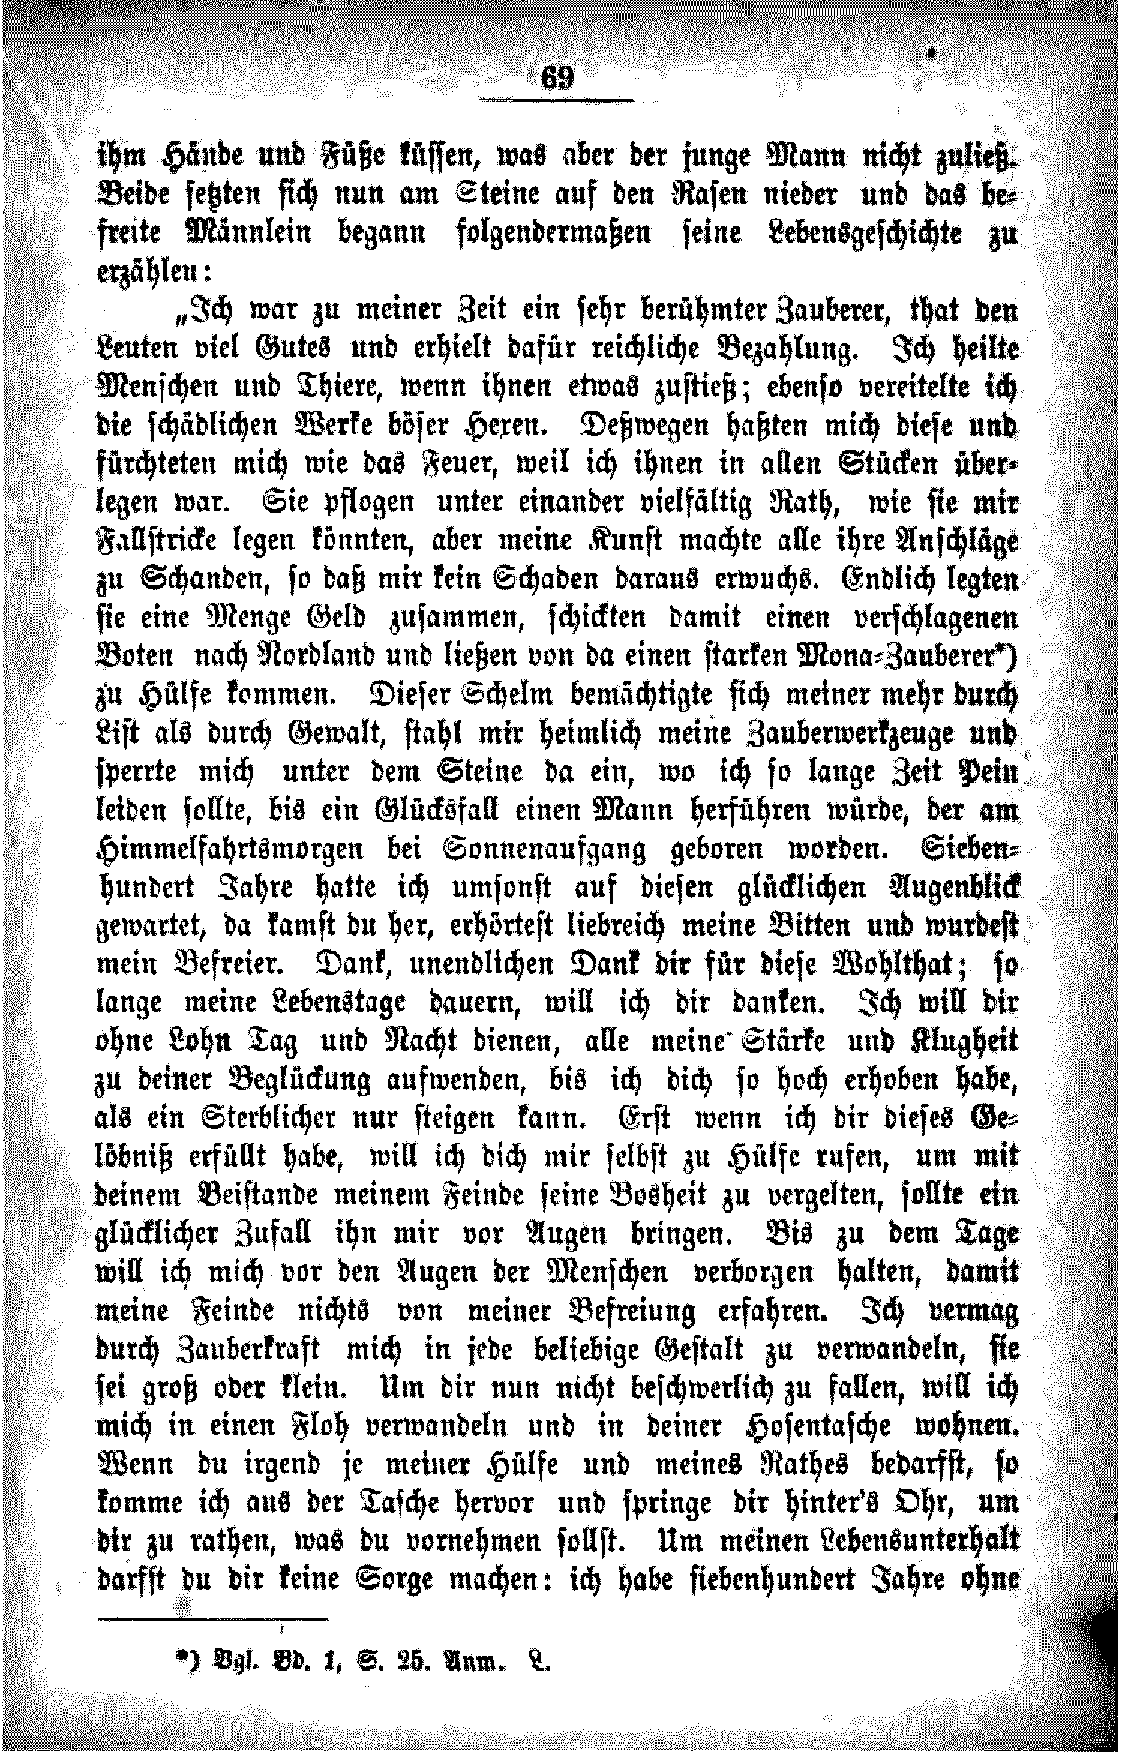 69
ihm Hände und Füße küssen, was aber der junge Mann nicht zuließ.
Beide setzten sich nun am Steine auf den Rasen nieder und das be-
freite Männlein begann folgendermaßen seine Lebensgeschichte zu
erzählen:
„Ich war zu meiner Zeit ein sehr berühmter Zauberer, that den
Leuten viel Gutes und erhielt dafür reichliche Bezahlung. Ich heilte
Menschen und Thiere, wenn ihnen etwas zustieß; ebenso vereitelte ich
die schädlichen Werke böser Hexen. Deßwegen haßten mich diese und
fürchteten mich wie das Feuer, weil ich ihnen in allen Stücken über-
legen war. Sie pflogen unter einander vielfältig Rath, wie sie mir
Fallstricke legen könnten, aber meine Kunst machte alle ihre Anschläge
zu Schanden, so daß mir kein Schaden daraus erwuchs. Endlich legten
sie eine Menge Geld zusammen, schickten damit einen verschlagenen
Boten nach Nordland und ließen von da einen starken Mona-Zauberer*)
zu Hülfe kommen. Dieser Schelm bemächtigte sich meiner mehr durch
List als durch Gewalt, stahl mir heimlich meine Zauberwerkzeuge und
sperrte mich unter dem Steine da ein, wo ich so lange Zeit Pein
leiden sollte, bis ein Glücksfall einen Mann herführen würde, der am
Himmelfahrtsmorgen bei Sonnenaufgang geboren worden. Sieben-
hundert Jahre hatte ich umsonst auf diesen glücklichen Augenblick
gewartet, da kamst du her, erhörtest liebreich meine Bitten und wurdest
mein Befreier. Dank, unendlichen Dank dir für diese Wohlthat; so
lange meine Lebenstage dauern, will ich dir danken. Ich will dir
ohne Lohn Tag und Nacht dienen, alle meine Stärke und Klugheit
zu deiner Beglückung aufwenden, bis ich dich so hoch erhoben habe,
als ein Sterblicher nur steigen kann. Erst wenn ich dir dieses Ge-
löbniß erfüllt habe, will ich dich mir selbst zu Hülfe rufen, um mit
deinem Beistande meinem Feinde seine Bosheit zu vergelten, sollte ein
glücklicher Zufall ihn mir vor Augen bringen. Bis zu dem Tage
will ich mich vor den Augen der Menschen verborgen halten, damit
meine Feinde nichts von meiner Befreiung erfahren. Ich vermag
durch Zauberkraft mich in jede beliebige Gestalt zu verwandeln, sie
sei groß oder klein. Um dir nun nicht beschwerlich zu fallen, will ich
mich in einen Floh verwandeln und in deiner Hosentasche wohnen.
Wenn du irgend je meiner Hülfe und meines Rathes bedarfst, so
komme ich aus der Tasche hervor und springe dir hinter's Ohr, um
dir zu rathen, was du vornehmen sollst. Um meinen Lebensunterhalt
darfst du dir keine Sorge machen: ich habe siebenhundert Jahre ohne
*) Vgl. Bd. 1, S. 25. Anm. L.